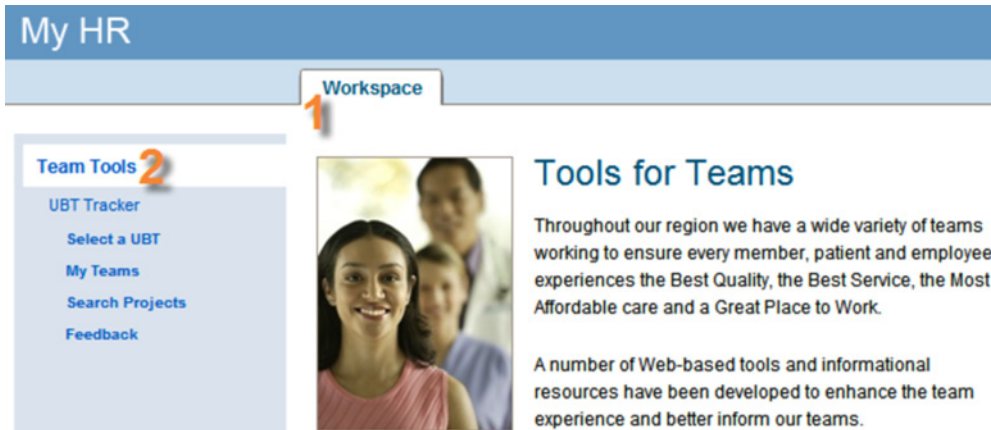 My HR
Workspace
1
Team Tools 2
UBT Tracker
Select a UBT
My Teams
Search Projects
Feedback
Tools for Teams
Throughout our region we have a wide variety of teams
working to ensure every member, patient and employee
experiences the Best Quality, the Best Service, the Most
Affordable care and a Great Place to Work.
A number of Web-based tools and informational
resources have been developed to enhance the team
experience and better inform our teams.